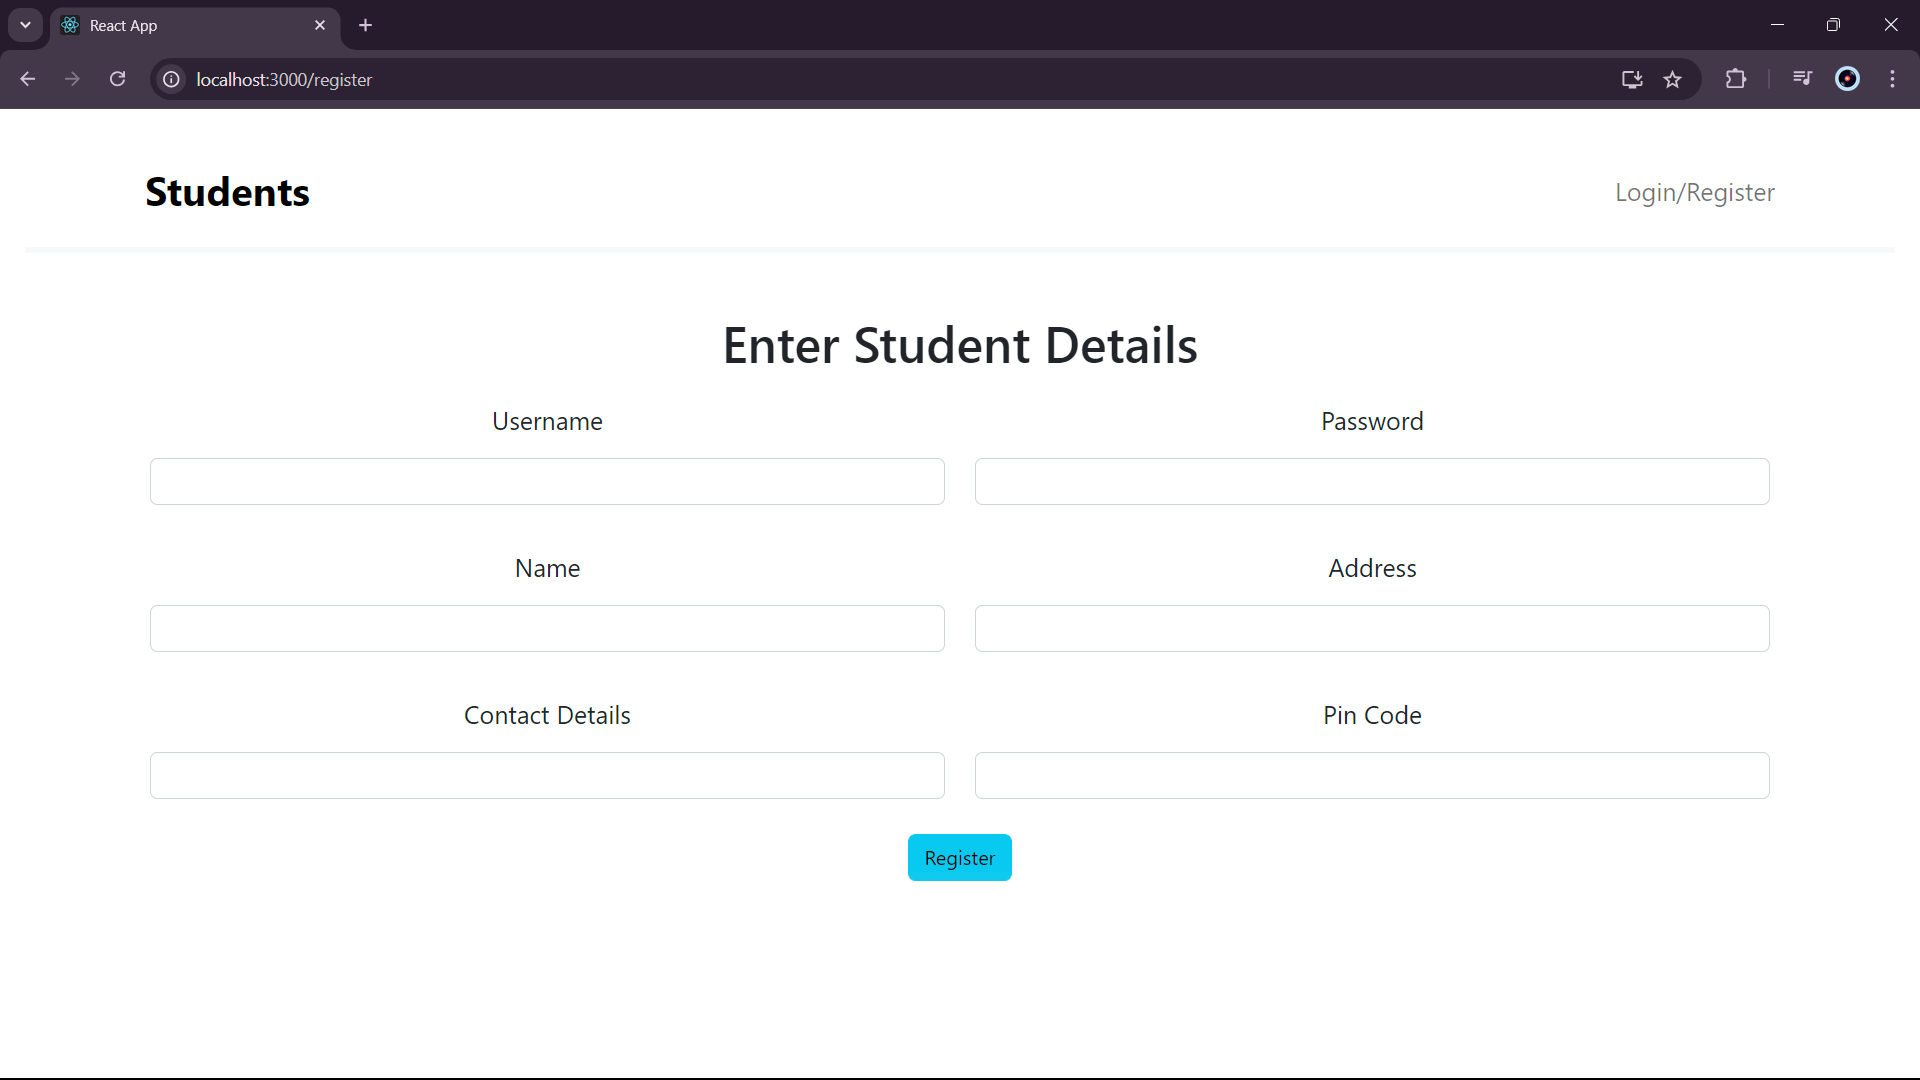 React App
localhost:3000/register
Students
Login/Register
Enter Student Details
Username
Password
Name
Address
Contact Details
Pin Code
Register